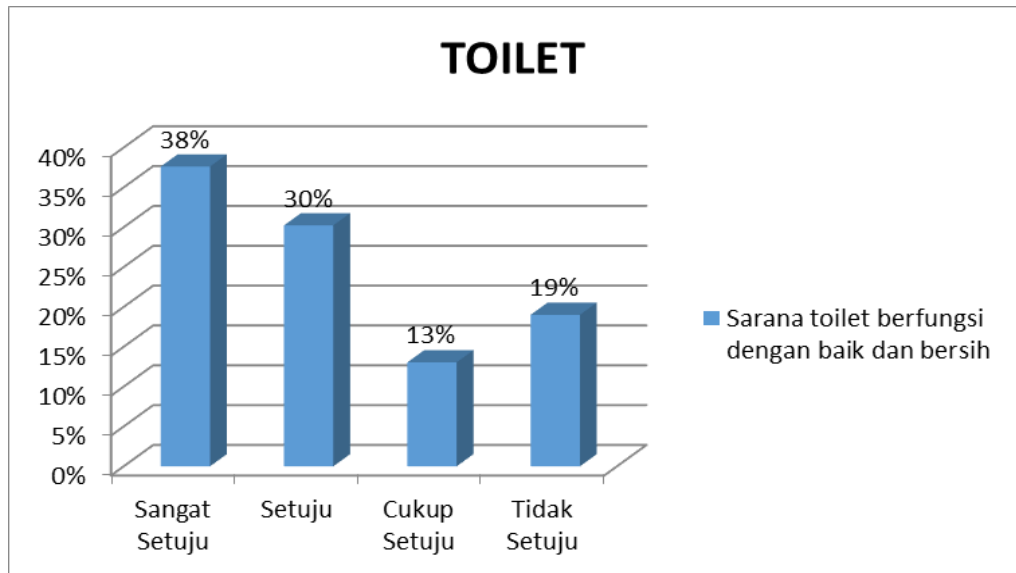 TOILET
40%
35%
30%
25%
20%
15%
10%
5%
0%
38%
30%
13%
19%
Sangat
Setuju
Setuju
Cukup
Setuju
Tidak
Setuju
Sarana toilet berfungsi
dengan baik dan bersih